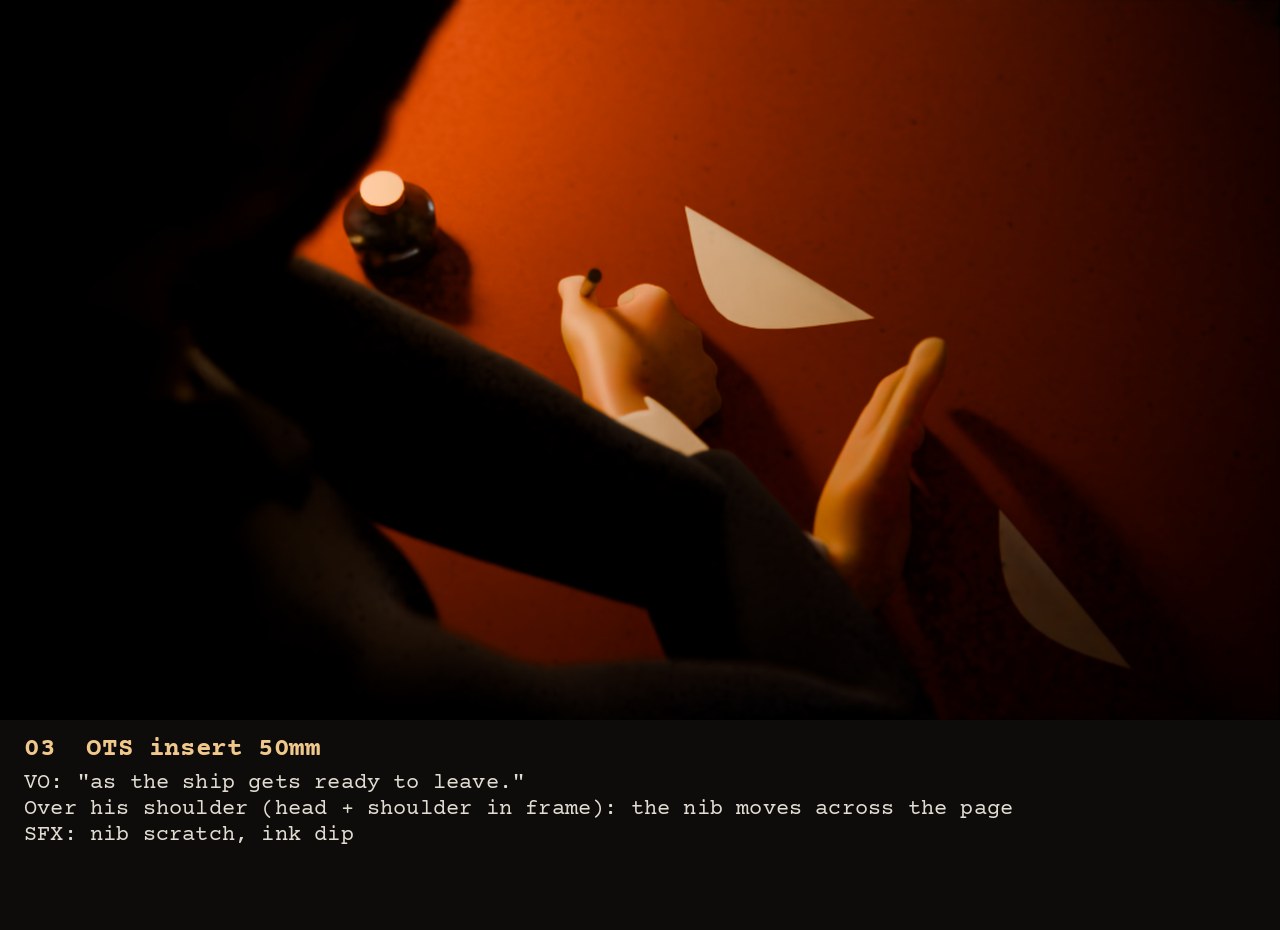 03 OTS insert 50mm
VO: "as the ship gets ready to leave."
Over his shoulder (head + shoulder in frame): the nib moves across the page
SFX: nib scratch, ink dip